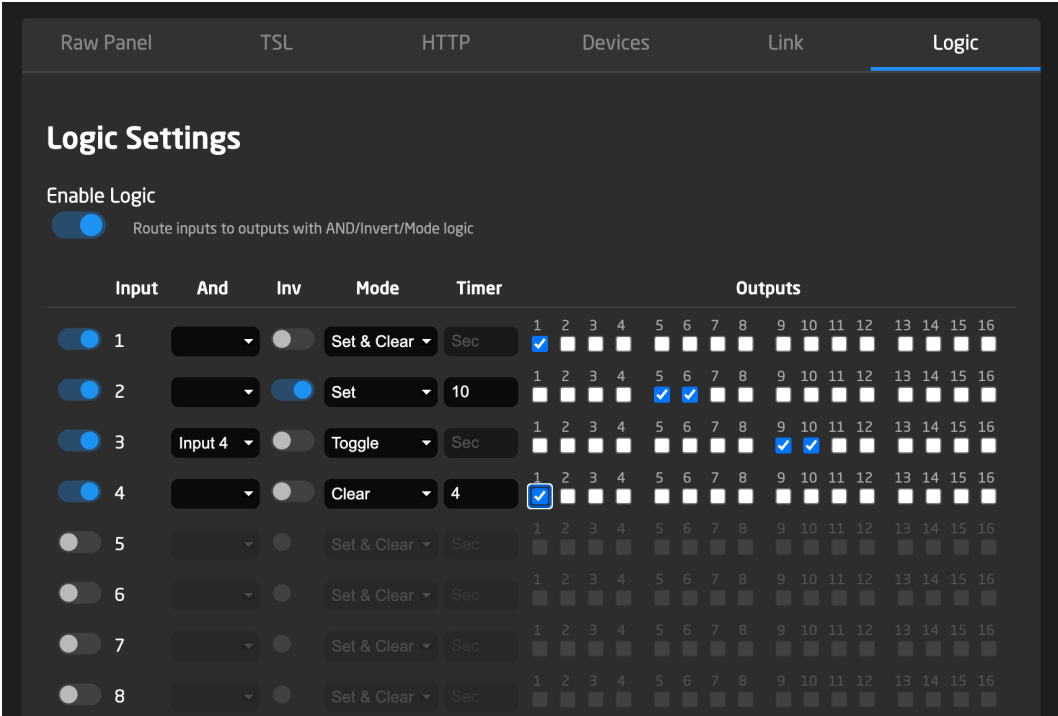 Raw Panel TSL HTTP Devices Link Logic
Logic Settings
Enable Logic
Route inputs to outputs with AND/Invert/Mode logic
Input And Inv Mode Timer Outputs
1 2 3 4 5 6 7 8 9 10 11 12 13 14 15 16
1 Set & Clear Sec
1 2 3 4 5 6 7 8 9 10 11 12 13 14 15 16
2 Set 10
1 2 3 4 5 6 7 8 9 10 11 12 13 14 15 16
3 Input 4 Toggle Sec
1 2 3 4 5 6 7 8 9 10 11 12 13 14 15 16
4 Clear 4
1 2 3 4 5 6 7 8 9 10 11 12 13 14 15 16
5 Set & Clear Sec
1 2 3 4 5 6 7 8 9 10 11 12 13 14 15 16
6 Set & Clear Sec
1 2 3 4 5 6 7 8 9 10 11 12 13 14 15 16
7 Set & Clear Sec
1 2 3 4 5 6 7 8 9 10 11 12 13 14 15 16
8 Set & Clear Sec